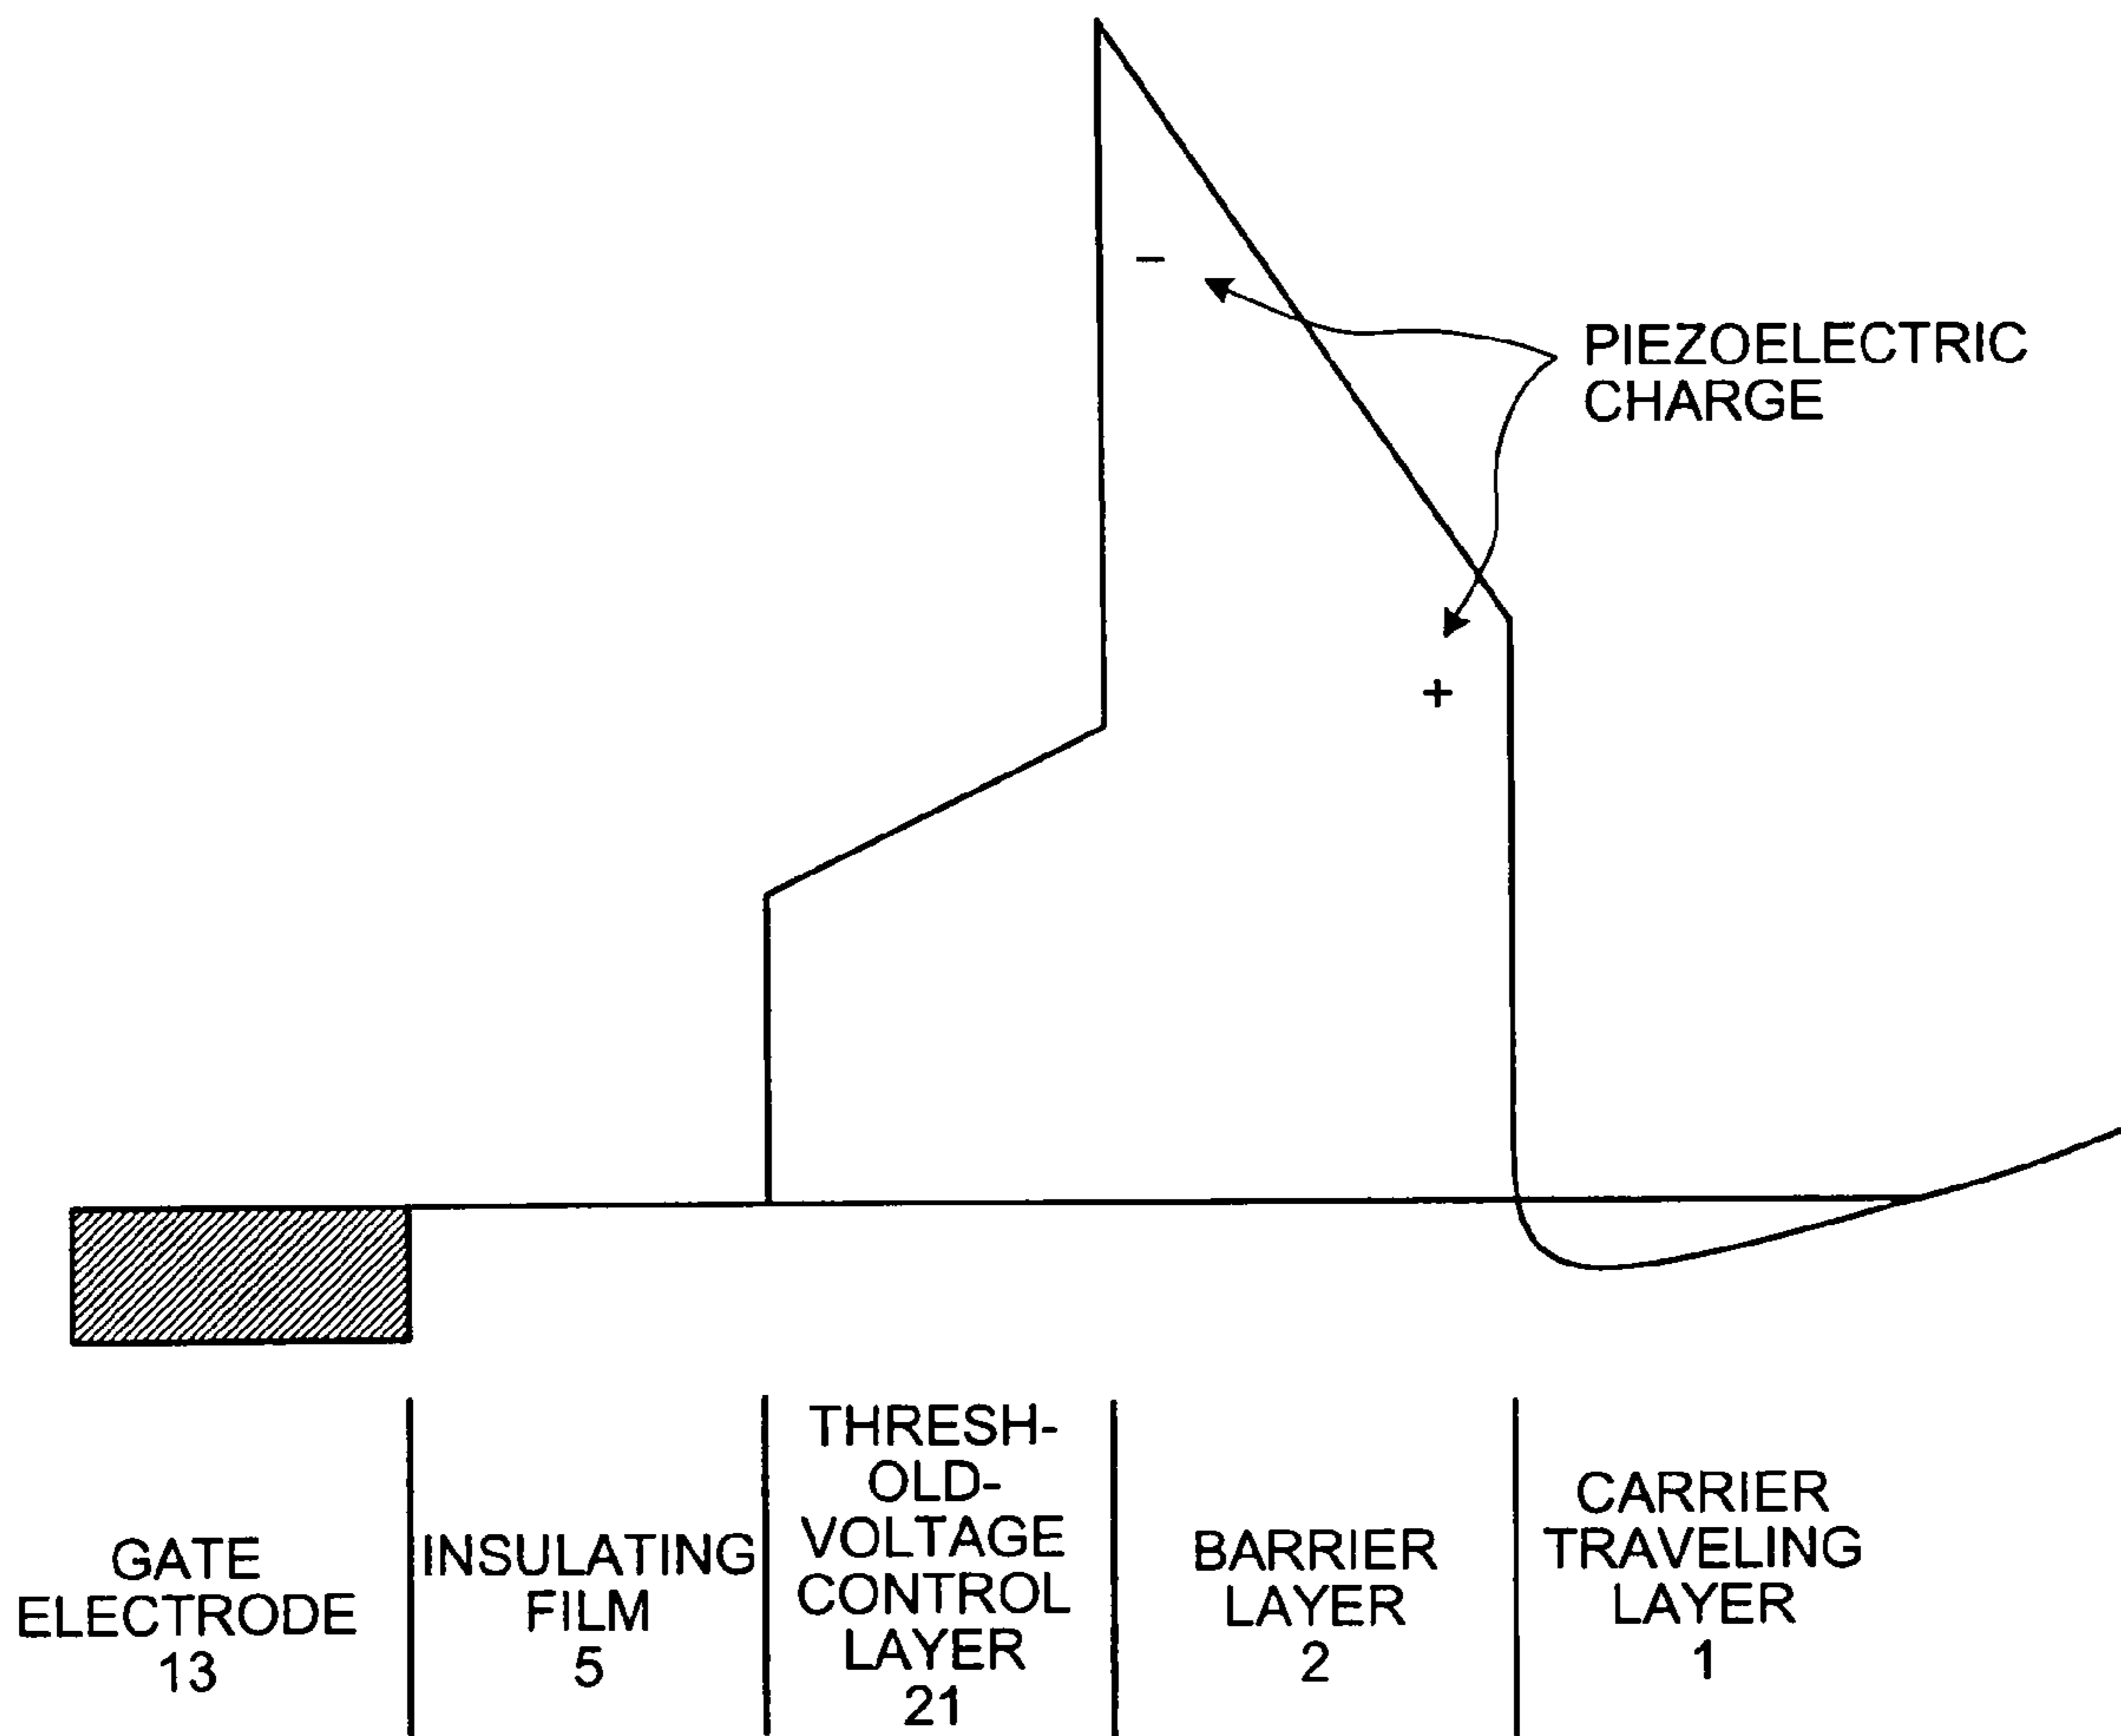 −
PIEZOELECTRIC
CHARGE
+
GATE
ELECTRODE
13
INSULATING
FILM
5
THRESH-
OLD-
VOLTAGE
CONTROL
LAYER
21
BARRIER
LAYER
2
CARRIER
TRAVELING
LAYER
1